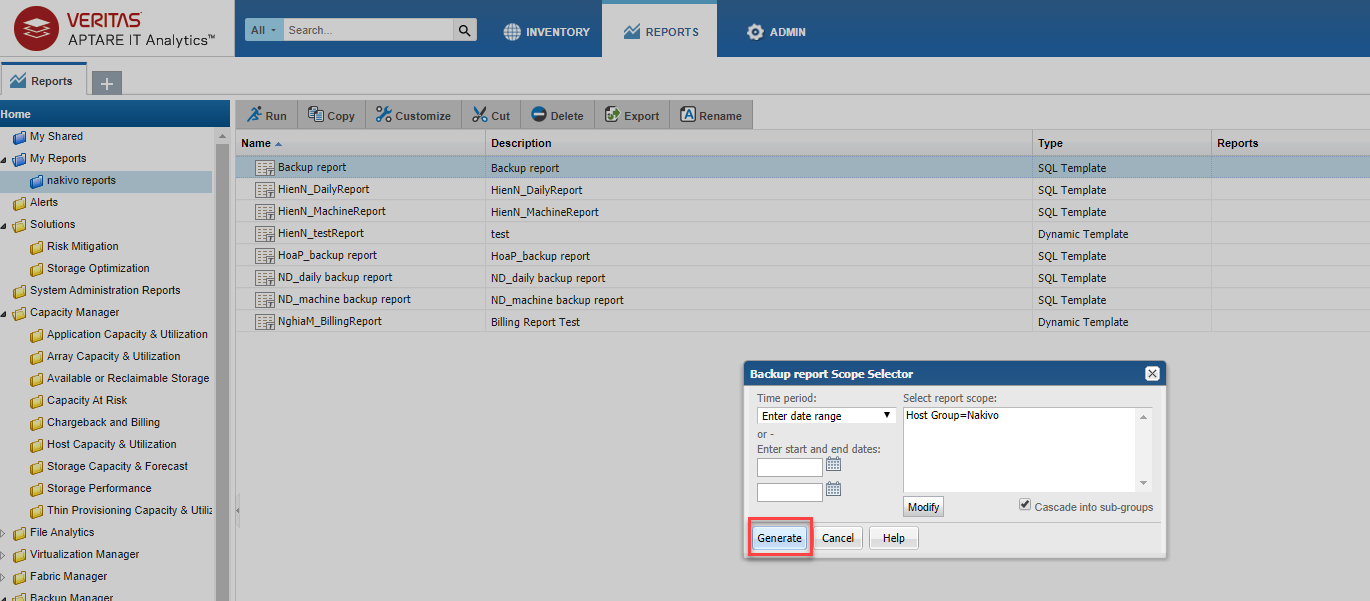 VERITAS
APTARE IT Analytics™
All
Search...
INVENTORY
REPORTS
ADMIN
Reports
Home
My Shared
My Reports
nakivo reports
Alerts
Solutions
Risk Mitigation
Storage Optimization
System Administration Reports
Capacity Manager
Application Capacity & Utilization
Array Capacity & Utilization
Available or Reclaimable Storage
Capacity At Risk
Chargeback and Billing
Host Capacity & Utilization
Storage Capacity & Forecast
Storage Performance
Thin Provisioning Capacity & Utiliz
File Analytics
Virtualization Manager
Fabric Manager
Backup Manager
Run Copy Customize Cut Delete Export Rename
Name Description Type Reports
Backup report Backup report SQL Template
HienN_DailyReport HienN_DailyReport SQL Template
HienN_MachineReport HienN_MachineReport SQL Template
HienN_testReport test Dynamic Template
HoaP_backup report HoaP_backup report SQL Template
ND_daily backup report ND_daily backup report SQL Template
ND_machine backup report ND_machine backup report SQL Template
NghiaM_BillingReport Billing Report Test Dynamic Template
Backup report Scope Selector
Time period:
Enter date range
or -
Enter start and end dates:
Select report scope:
Host Group=Nakivo
Modify
Cascade into sub-groups
Generate Cancel Help